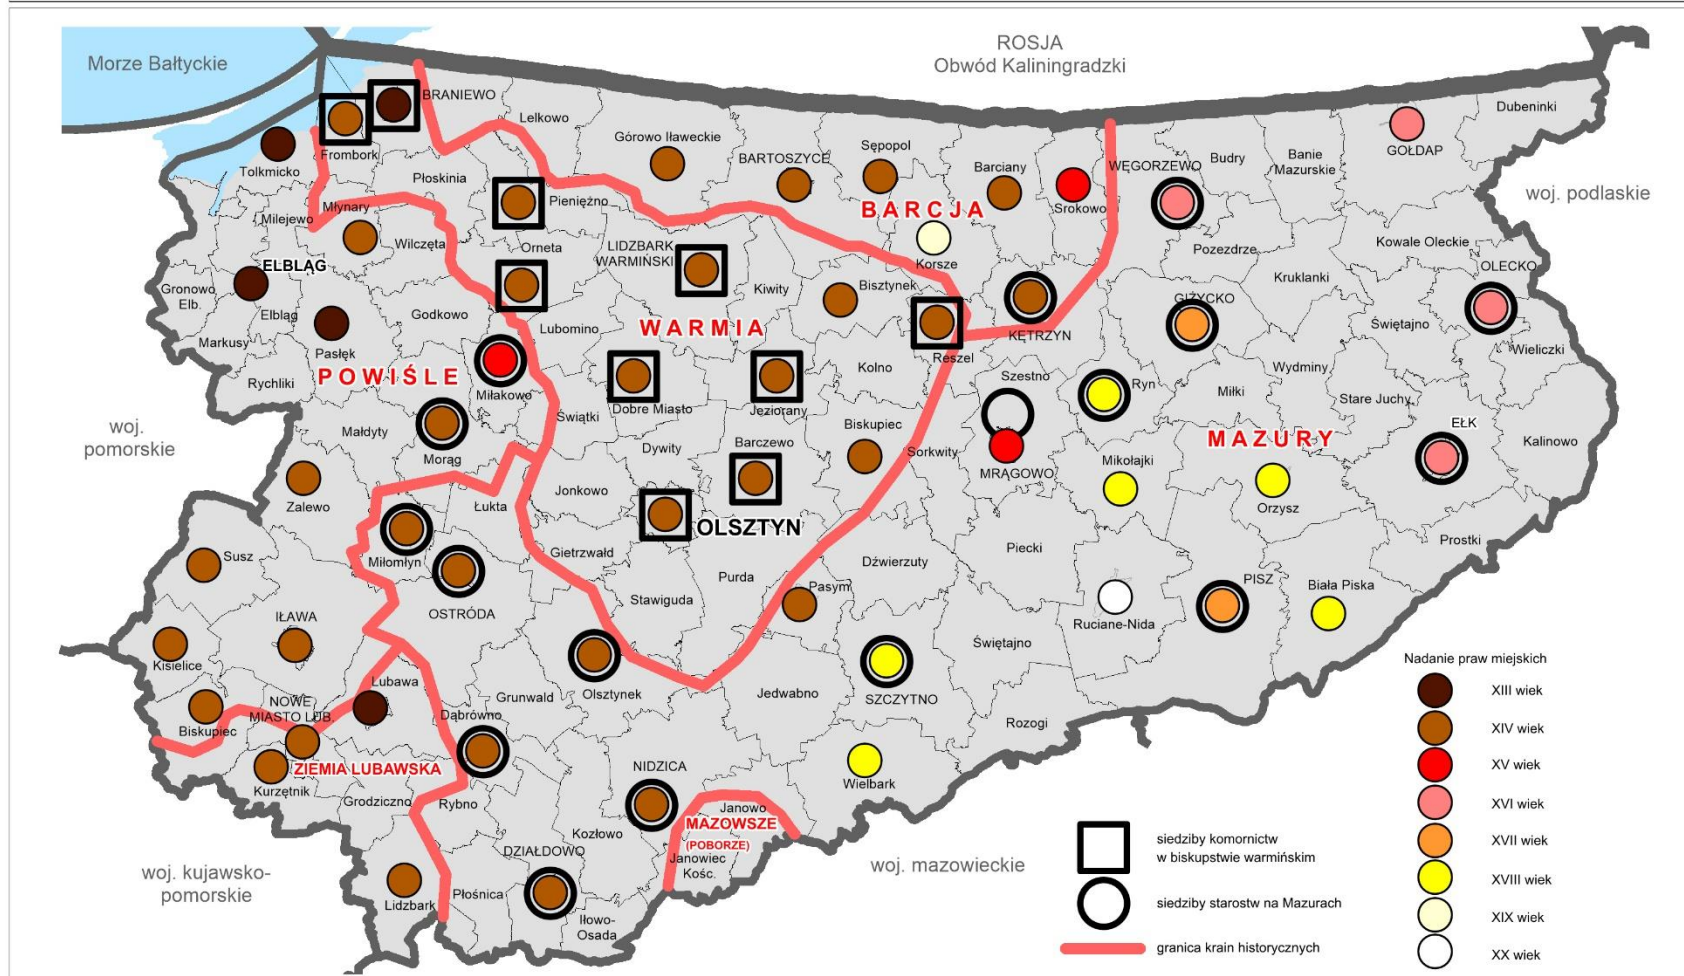 Morze Bałtyckie
ROSJA
Obwód Kaliningradzki
woj. podlaskie
woj.
pomorskie
woj. kujawsko-
pomorskie
woj. mazowieckie
BRANIEWO
Frombork
Tolkmicko
Lelkowo
Górowo Iławeckie
BARTOSZYCE
Sępopol
Barciany
Srokowo
WĘGORZEWO
Budry
Banie
Mazurskie
GOŁDAP
Dubeninki
Płoskinia
Pieniężno
Młynary
Milejewo
Wilczęta
Orneta
LIDZBARK
WARMIŃSKI
BARCJA
Korsze
Pozezdrze
Kowale Oleckie
Kruklanki
OLECKO
ELBLĄG
Gronowo
Elb.
Elbląg
Markusy
Pasłęk
Godkowo
Lubomino
Kiwity
Bisztynek
WARMIA
Reszel
KĘTRZYN
GIŻYCKO
Świętajno
Wieliczki
Rychliki
POWIŚLE
Miłakowo
Świątki
Dobre Miasto
Jeziorany
Kolno
Szestno
Ryn
Miłki
Wydminy
Stare Juchy
EŁK
Kalinowo
Małdyty
Morąg
Dywity
Barczewo
Biskupiec
Sorkwity
MRĄGOWO
Mikołajki
MAZURY
Orzysz
Zalewo
Łukta
Jonkowo
OLSZTYN
Miłomłyn
Gietrzwałd
Purda
Dźwierzuty
Piecki
Prostki
Susz
OSTRÓDA
Stawiguda
Pasym
Ruciane-Nida
PISZ
Biała Piska
IŁAWA
Kisielice
Olsztynek
Świętajno
Łubawa
Grunwald
Jedwabno
SZCZYTNO
Rozogi
Biskupiec
NOWE
MIASTO LUB.
Dąbrówno
Kurzętnik
ZIEMIA LUBAWSKA
Grodziczno
Rybno
NIDZICA
Wielbark
Janowo
MAZOWSZE
(POBORZE)
Kozłowo
Janowiec
Kośc.
DZIAŁDOWO
Lidzbark
Płośnica
Iłowo-
Osada
siedziby komornictw
w biskupstwie warmińskim
siedziby starostw na Mazurach
granica krain historycznych
Nadanie praw miejskich
XIII wiek
XIV wiek
XV wiek
XVI wiek
XVII wiek
XVIII wiek
XIX wiek
XX wiek